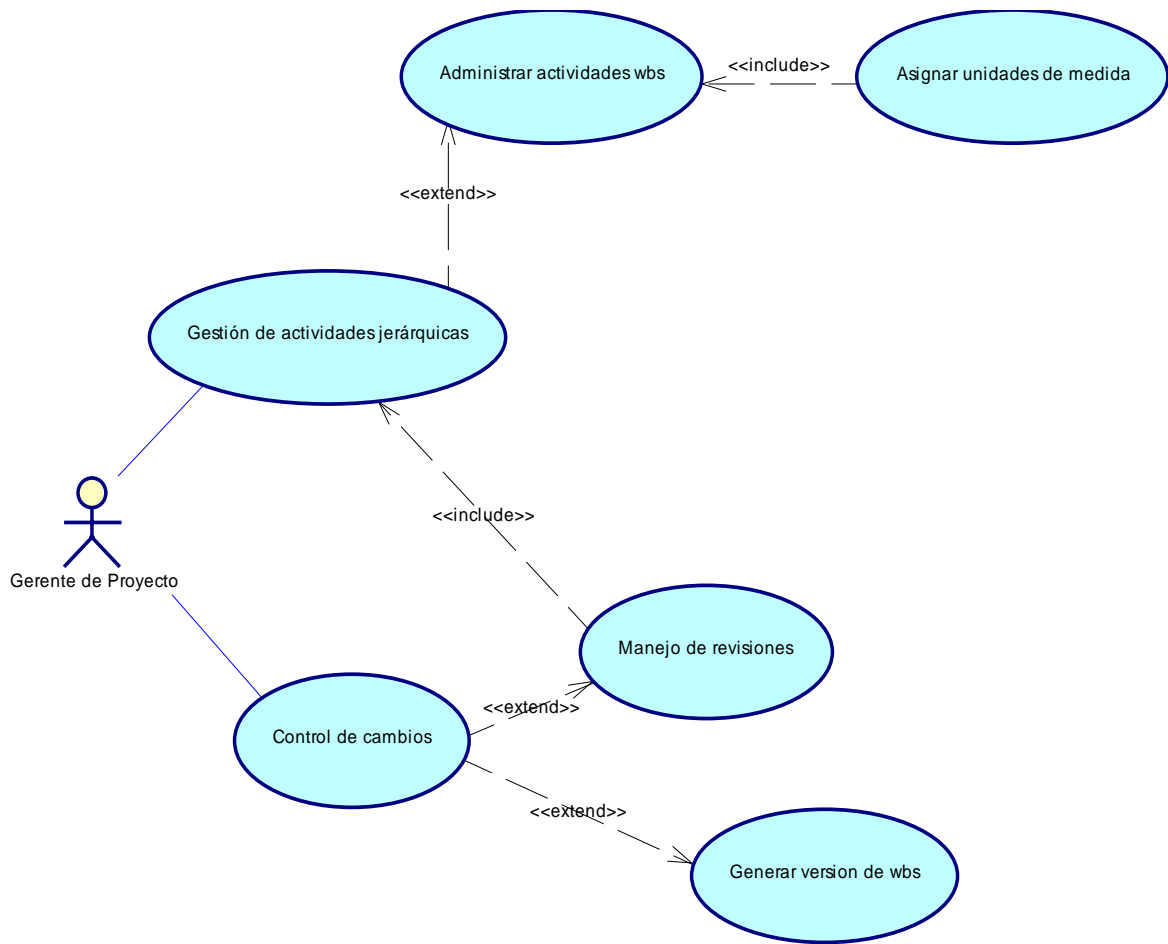 Administrar actividades wbs
<<include>>
Asignar unidades de medida
<<extend>>
Gestión de actividades jerárquicas
<<include>>
Gerente de Proyecto
Manejo de revisiones
<<extend>>
Control de cambios
<<extend>>
Generar version de wbs